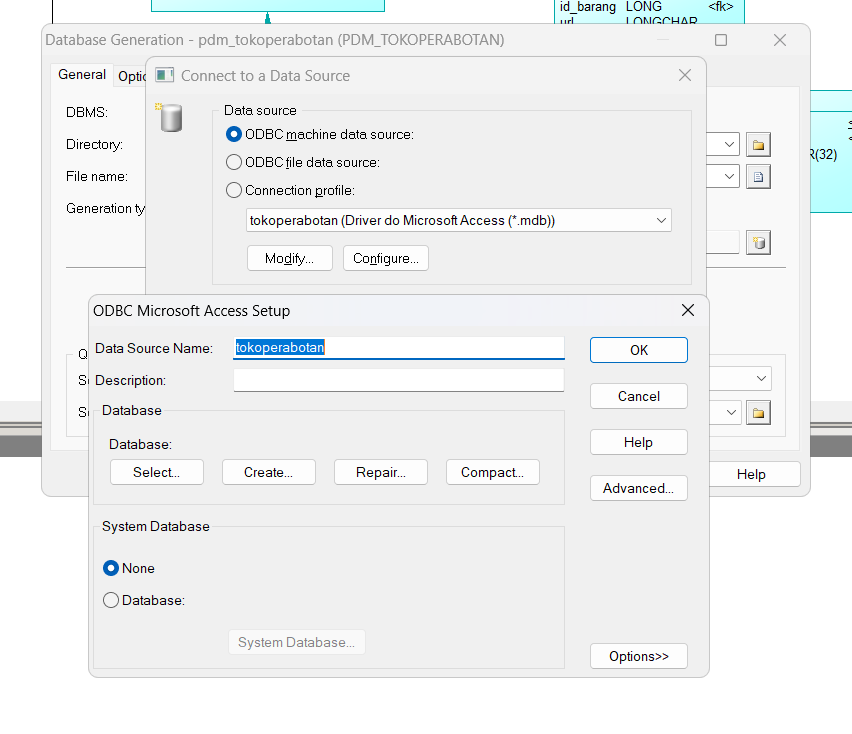 id_barang LONG <fk>
url LONGCHAR
Database Generation - pdm_tokoperabotan (PDM_TOKOPERABOTAN)
General
Connect to a Data Source
DBMS:
Directory:
File name:
Generation ty
Data source
ODBC machine data source:
ODBC file data source:
Connection profile:
tokoperabotan (Driver do Microsoft Access (*.mdb))
Modify...
Configure...
R(32)
ODBC Microsoft Access Setup
Data Source Name: tokoperabotan
OK
Description:
Cancel
Database
Database:
Help
Select...
Create...
Repair...
Compact...
Help
Advanced...
System Database
None
Database:
System Database...
Options>>